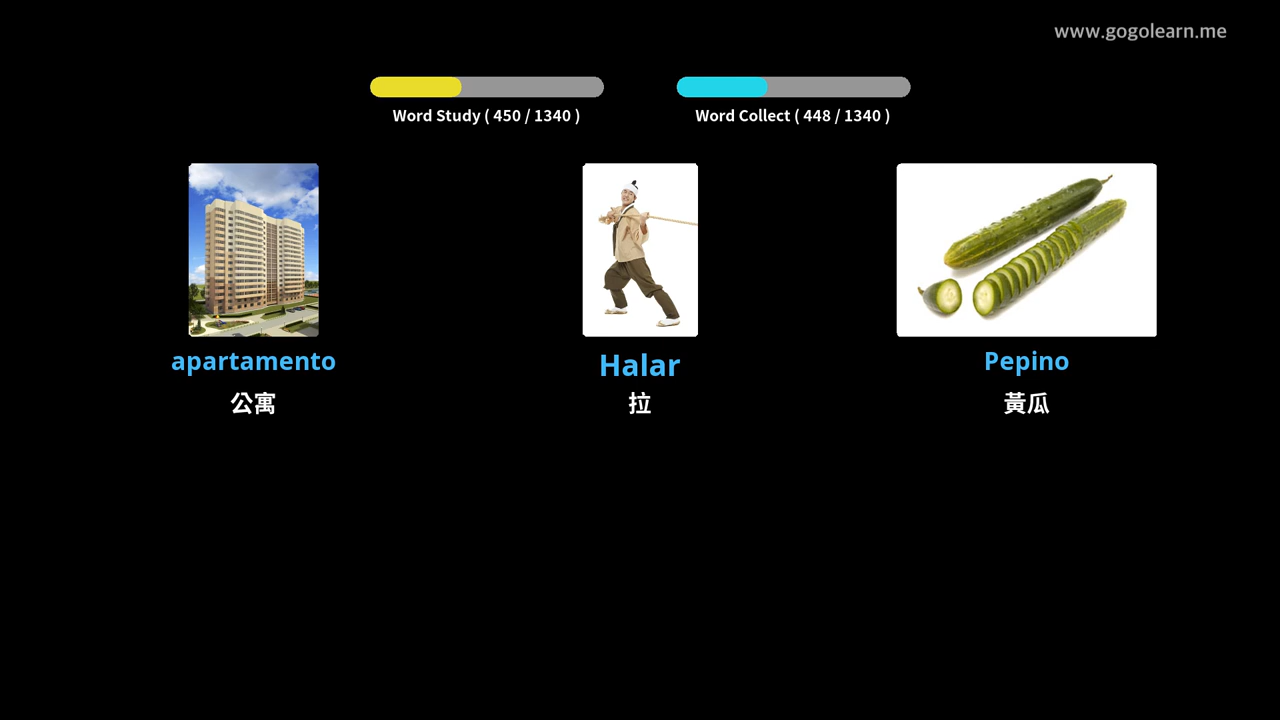 www.gogolearn.me
Word Study ( 450 / 1340 )
Word Collect ( 448 / 1340 )
apartamento
Halar
Pepino
公寓
拉
黃瓜